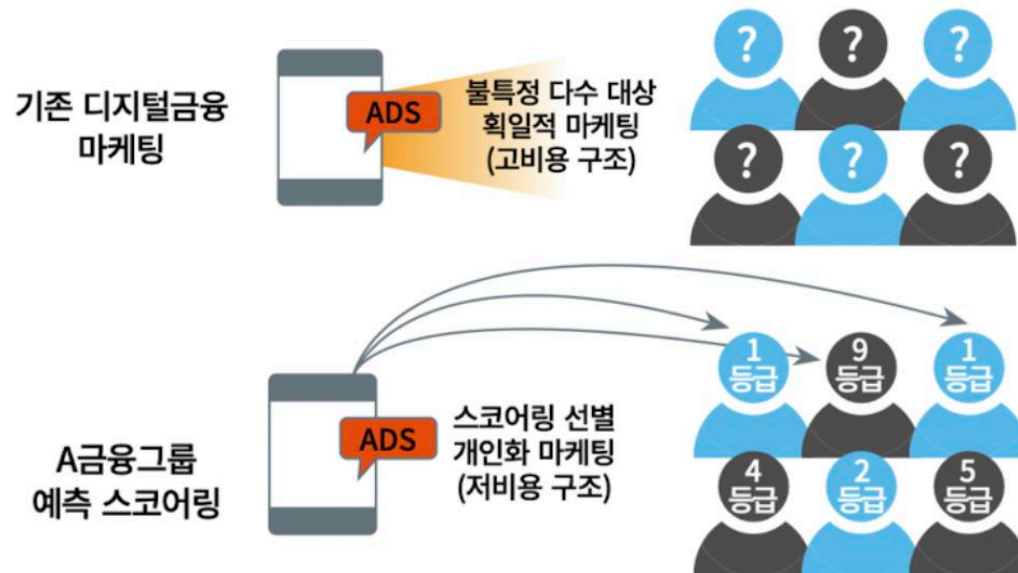 기존 디지털금융
마케팅
ADS
불특정 다수 대상
획일적 마케팅
(고비용 구조)
? ? ?
? ? ?
A금융그룹
예측 스코어링
ADS
스코어링 선별
개인화 마케팅
(저비용 구조)
1 9 1
등급 등급 등급
4 2 5
등급 등급 등급